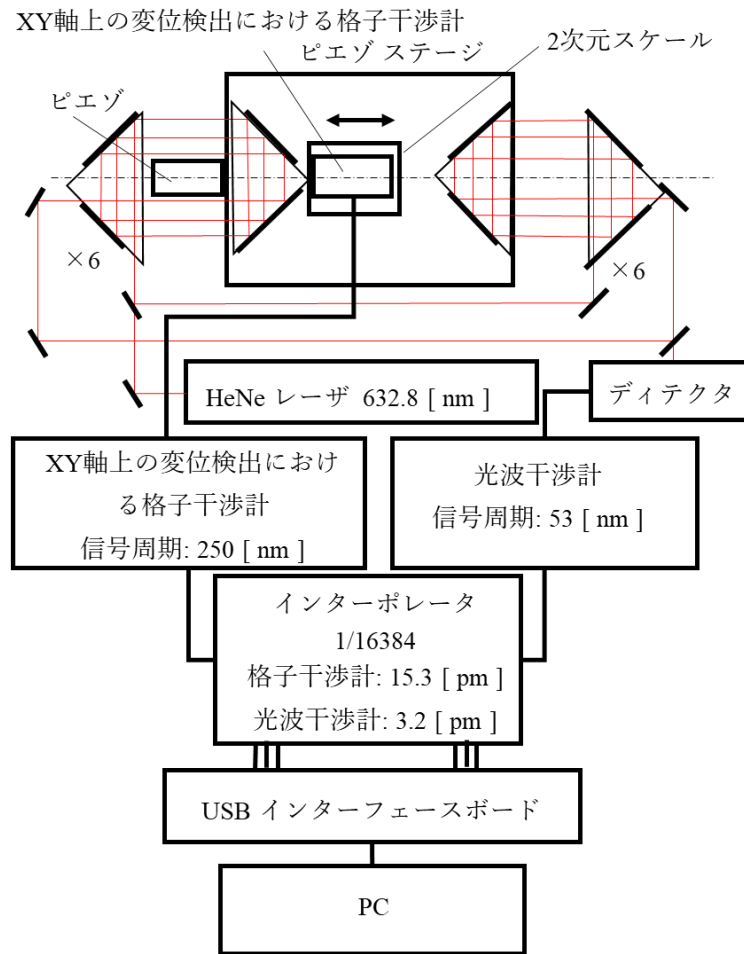 XY軸上の変位検出における格子干渉計
ピエゾ ステージ
2次元スケール
ピエゾ
×6
×6
HeNe レーザ 632.8 [ nm ]
ディテクタ
XY軸上の変位検出におけ
る格子干渉計
信号周期: 250 [ nm ]
光波干渉計
信号周期: 53 [ nm ]
インターポレータ
1/16384
格子干渉計: 15.3 [ pm ]
光波干渉計: 3.2 [ pm ]
USB インターフェースボード
PC